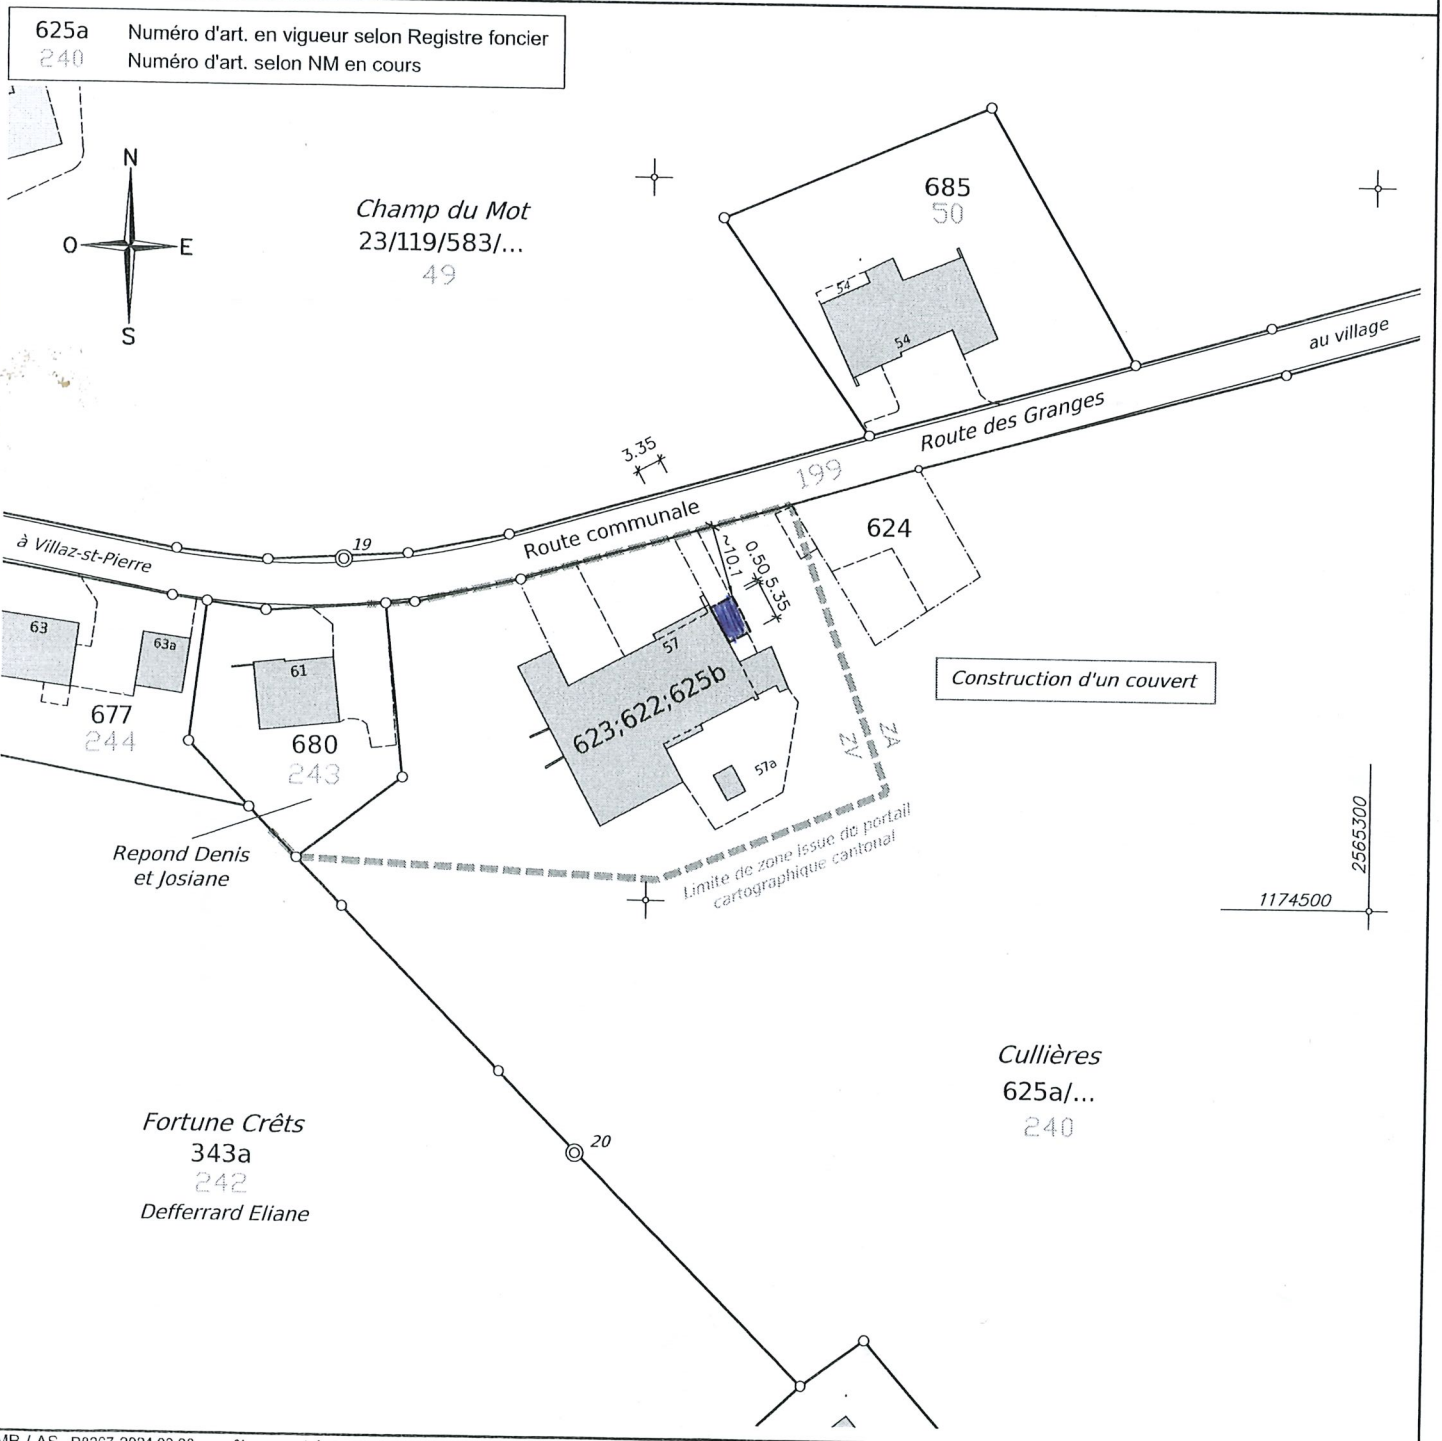 625a Numéro d'art. en vigueur selon Registre foncier
240 Numéro d'art. selon NM en cours
N
O E
S
Champ du Mot
23/119/583/...
49
685
50
54
54
au village
Route des Granges
3.35
199
Route communale
19
à Villaz-st-Pierre
624
~10.1
0.50
5.35
63
63a
61
57
623;622;625b
677
244
680
243
57a
ZV
ZA
Construction d'un couvert
Limite de zone issue du portail
cartographique cantonal
Repond Denis
et Josiane
2565300
1174500
Cullières
625a/...
240
Fortune Crêts
343a
242
Defferrard Eliane
20